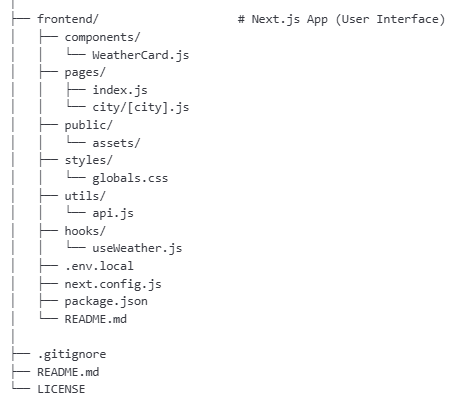 │
├── frontend/                    # Next.js App (User Interface)
│   ├── components/
│   │   └── WeatherCard.js
│   ├── pages/
│   │   ├── index.js
│   │   └── city/[city].js
│   ├── public/
│   │   └── assets/
│   ├── styles/
│   │   └── globals.css
│   ├── utils/
│   │   └── api.js
│   ├── hooks/
│   │   └── useWeather.js
│   ├── .env.local
│   ├── next.config.js
│   ├── package.json
│   └── README.md
│
├── .gitignore
├── README.md
└── LICENSE